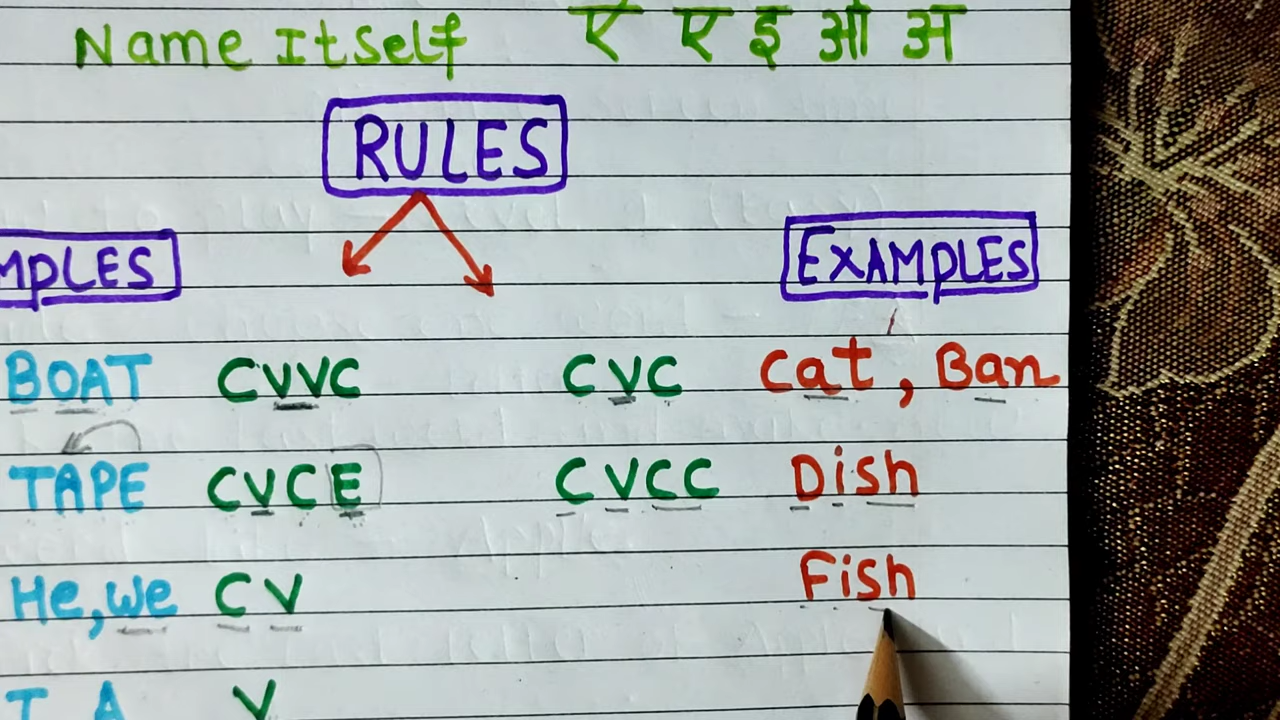 Name Itself ऍ ए इ ऑ अ
RULES
MPLES EXAMPLES
BOAT CVVC CVC Cat, Ban
TAPE CVCE CVCC Dish
He, we CV Fish
I A V